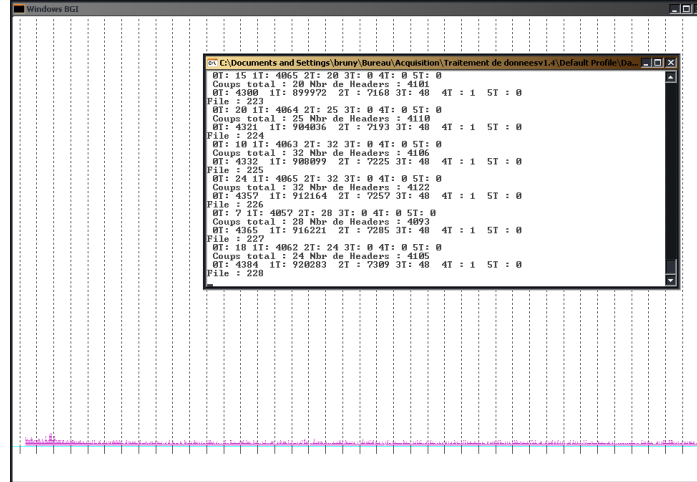 Windows BGI
C:\Documents and Settings\bruny\Bureau\Acquisition\Traitement de donneesv1.4\Default Profile\Da...
0T: 15 1T: 4065 2T: 20 3T: 0 4T: 0 5T: 0
Coups total : 20 Nbr de Headers : 4101
0T: 4300 1T: 899972 2T : 7168 3T: 48 4T : 1 5T : 0
File : 223
0T: 20 1T: 4064 2T: 25 3T: 0 4T: 0 5T: 0
Coups total : 25 Nbr de Headers : 4110
0T: 4321 1T: 904036 2T : 7193 3T: 48 4T : 1 5T : 0
File : 224
0T: 10 1T: 4063 2T: 32 3T: 0 4T: 0 5T: 0
Coups total : 32 Nbr de Headers : 4106
0T: 4332 1T: 908099 2T : 7225 3T: 48 4T : 1 5T : 0
File : 225
0T: 24 1T: 4065 2T: 32 3T: 0 4T: 0 5T: 0
Coups total : 32 Nbr de Headers : 4122
0T: 4357 1T: 912164 2T : 7257 3T: 48 4T : 1 5T : 0
File : 226
0T: 7 1T: 4057 2T: 28 3T: 0 4T: 0 5T: 0
Coups total : 28 Nbr de Headers : 4093
0T: 4365 1T: 916221 2T : 7285 3T: 48 4T : 1 5T : 0
File : 227
0T: 18 1T: 4062 2T: 24 3T: 0 4T: 0 5T: 0
Coups total : 24 Nbr de Headers : 4105
0T: 4384 1T: 920283 2T : 7309 3T: 48 4T : 1 5T : 0
File : 228